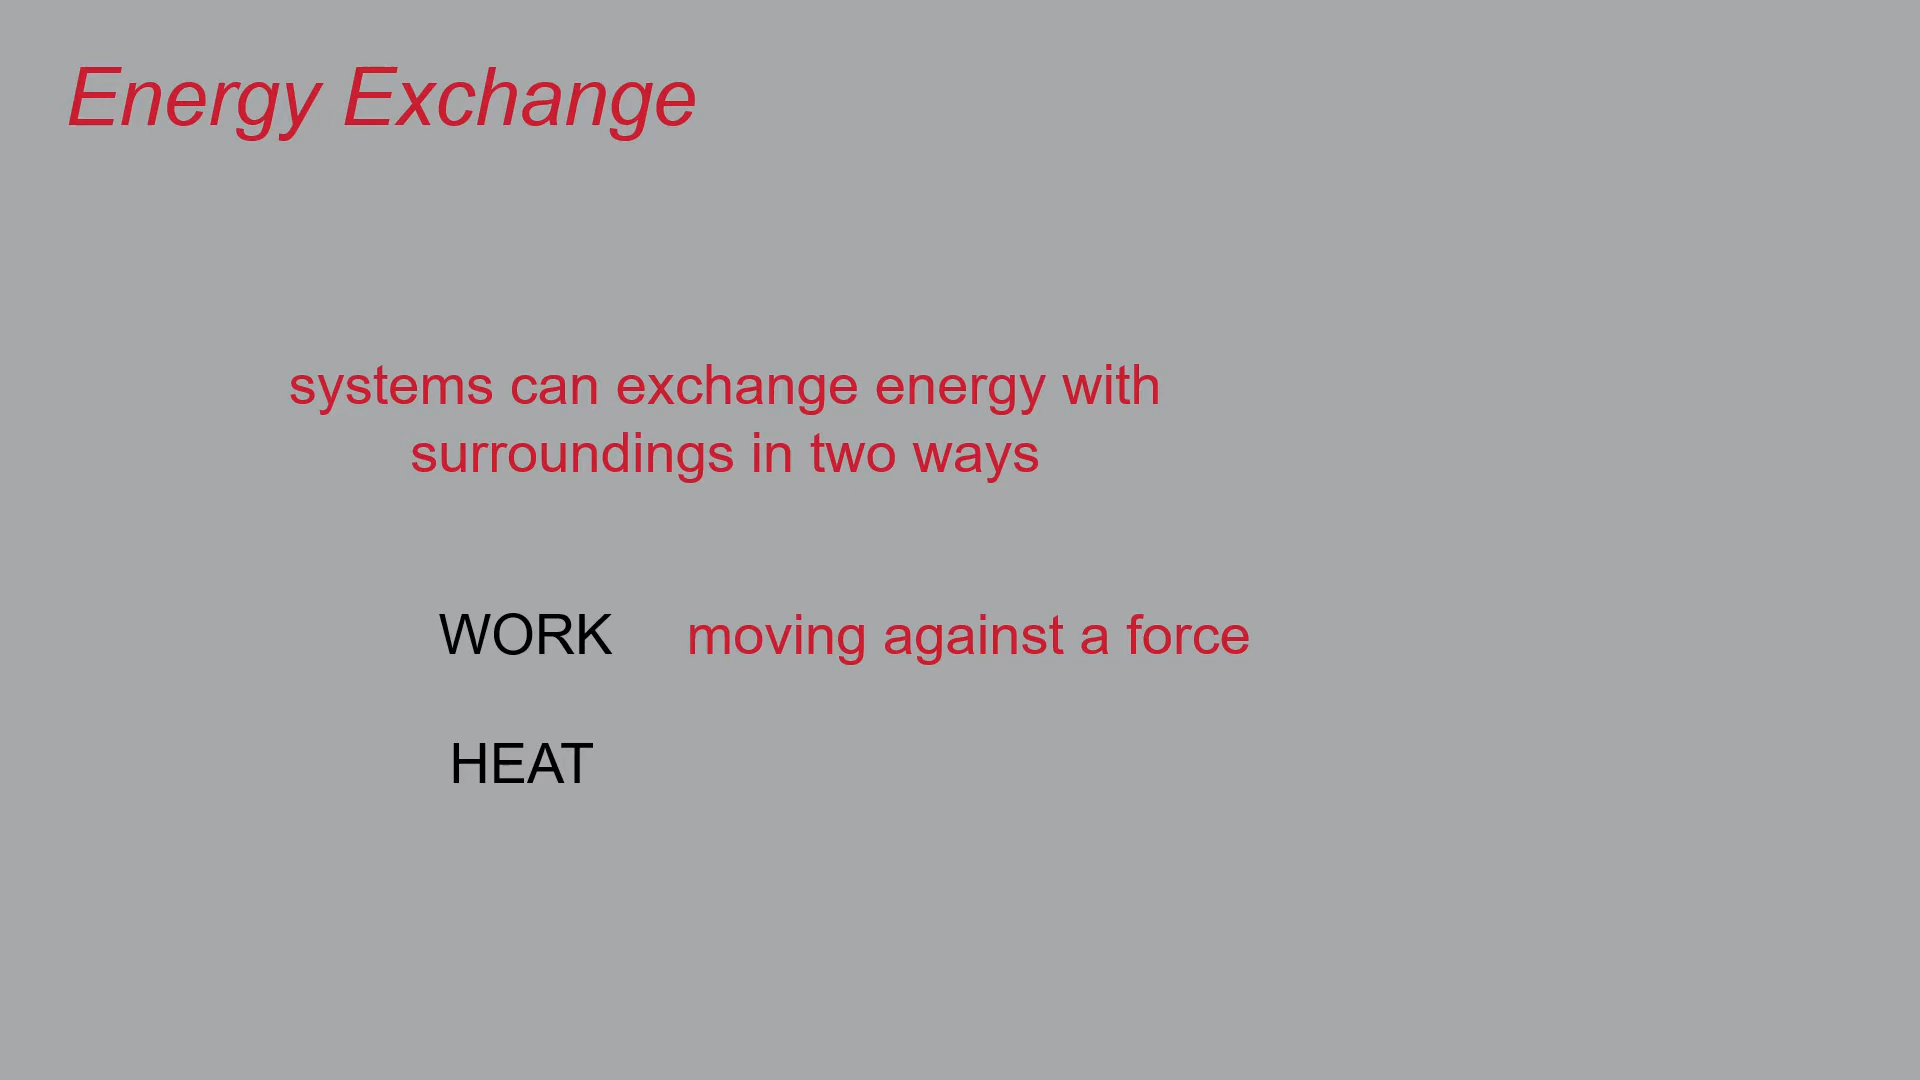 Energy Exchange
systems can exchange energy with
surroundings in two ways
WORK moving against a force
HEAT